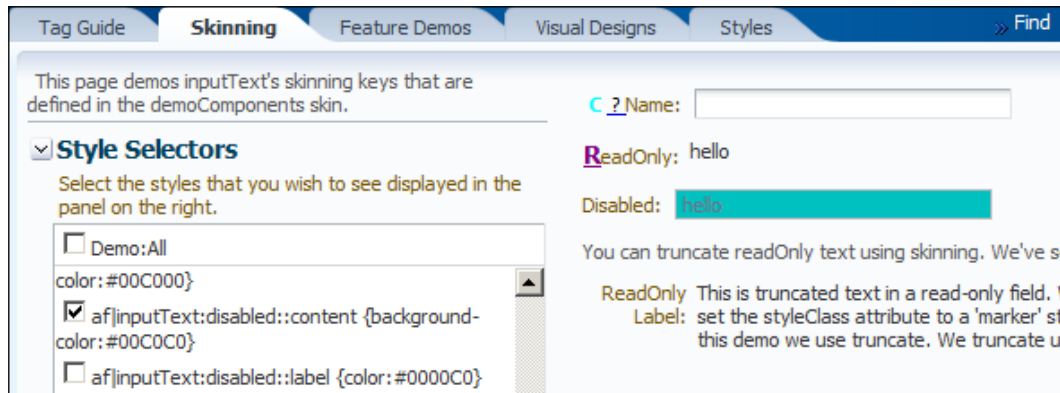 Tag Guide Skinning Feature Demos Visual Designs Styles » Find
This page demos inputText's skinning keys that are
defined in the demoComponents skin.
Style Selectors
Select the styles that you wish to see displayed in the
panel on the right.
Demo:All
color:#00C000}
af|inputText:disabled::content {background-
color:#00C0C0}
af|inputText:disabled::label {color:#0000C0}
C ? Name:
ReadOnly: hello
Disabled: hello
You can truncate readOnly text using skinning. We've
ReadOnly This is truncated text in a read-only field.
Label: set the styleClass attribute to a 'marker'
this demo we use truncate. We truncate